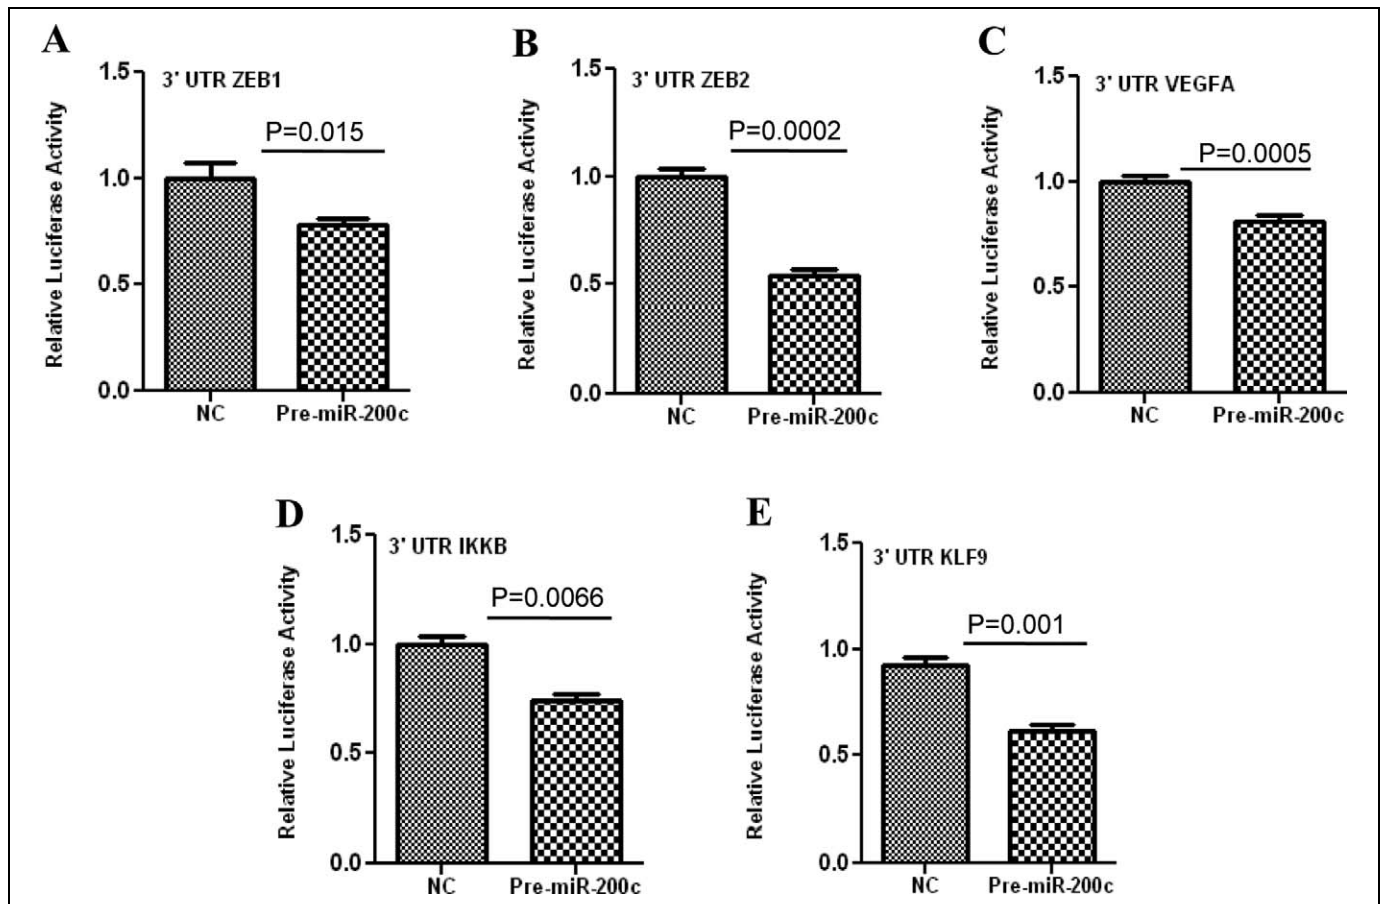 A
3' UTR ZEB1
P=0.015
Relative Luciferase Activity
1.5
1.0
0.5
0.0
NC
Pre-miR-200c
B
3' UTR ZEB2
P=0.0002
Relative Luciferase Activity
1.5
1.0
0.5
0.0
NC
Pre-miR-200c
C
3' UTR VEGFA
P=0.0005
Relative Luciferase Activity
1.5
1.0
0.5
0.0
NC
Pre-miR-200c
D
3' UTR IKKB
P=0.0066
Relative Luciferase Activity
1.5
1.0
0.5
0.0
NC
Pre-miR-200c
E
3' UTR KLF9
P=0.001
Relative Luciferase Activity
1.5
1.0
0.5
0.0
NC
Pre-miR-200c